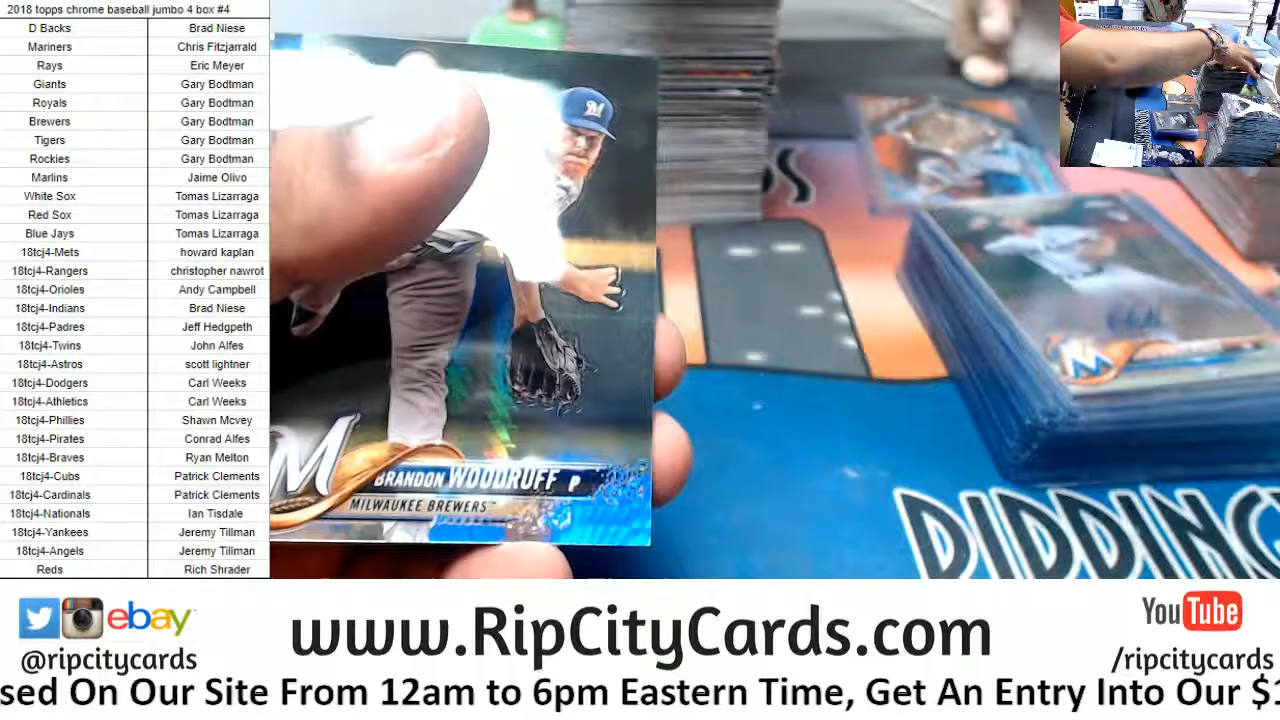 2018 topps chrome baseball jumbo 4 box #4
D Backs Brad Niese
Mariners Chris Fitzjarrald
Rays Eric Meyer
Giants Gary Bodtman
Royals Gary Bodtman
Brewers Gary Bodtman
Tigers Gary Bodtman
Rockies Gary Bodtman
Marlins Jaime Olivo
White Sox Tomas Lizarraga
Red Sox Tomas Lizarraga
Blue Jays Tomas Lizarraga
18tcj4-Mets howard kaplan
18tcj4-Rangers christopher nawrot
18tcj4-Orioles Andy Campbell
18tcj4-Indians Brad Niese
18tcj4-Padres Jeff Hedgpeth
18tcj4-Twins John Alfes
18tcj4-Astros scott lightner
18tcj4-Dodgers Carl Weeks
18tcj4-Athletics Carl Weeks
18tcj4-Phillies Shawn Mcvey
18tcj4-Pirates Conrad Alfes
18tcj4-Braves Ryan Melton
18tcj4-Cubs Patrick Clements
18tcj4-Cardinals Patrick Clements
18tcj4-Nationals Ian Tisdale
18tcj4-Yankees Jeremy Tillman
18tcj4-Angels Jeremy Tillman
Reds Rich Shrader
M
M
BRANDON WOODRUFF P
MILWAUKEE BREWERS™
M
DIDDING
ebay™
@ripcitycards
www.RipCityCards.com
YouTube
/ripcitycards
sed On Our Site From 12am to 6pm Eastern Time, Get An Entry Into Our $1